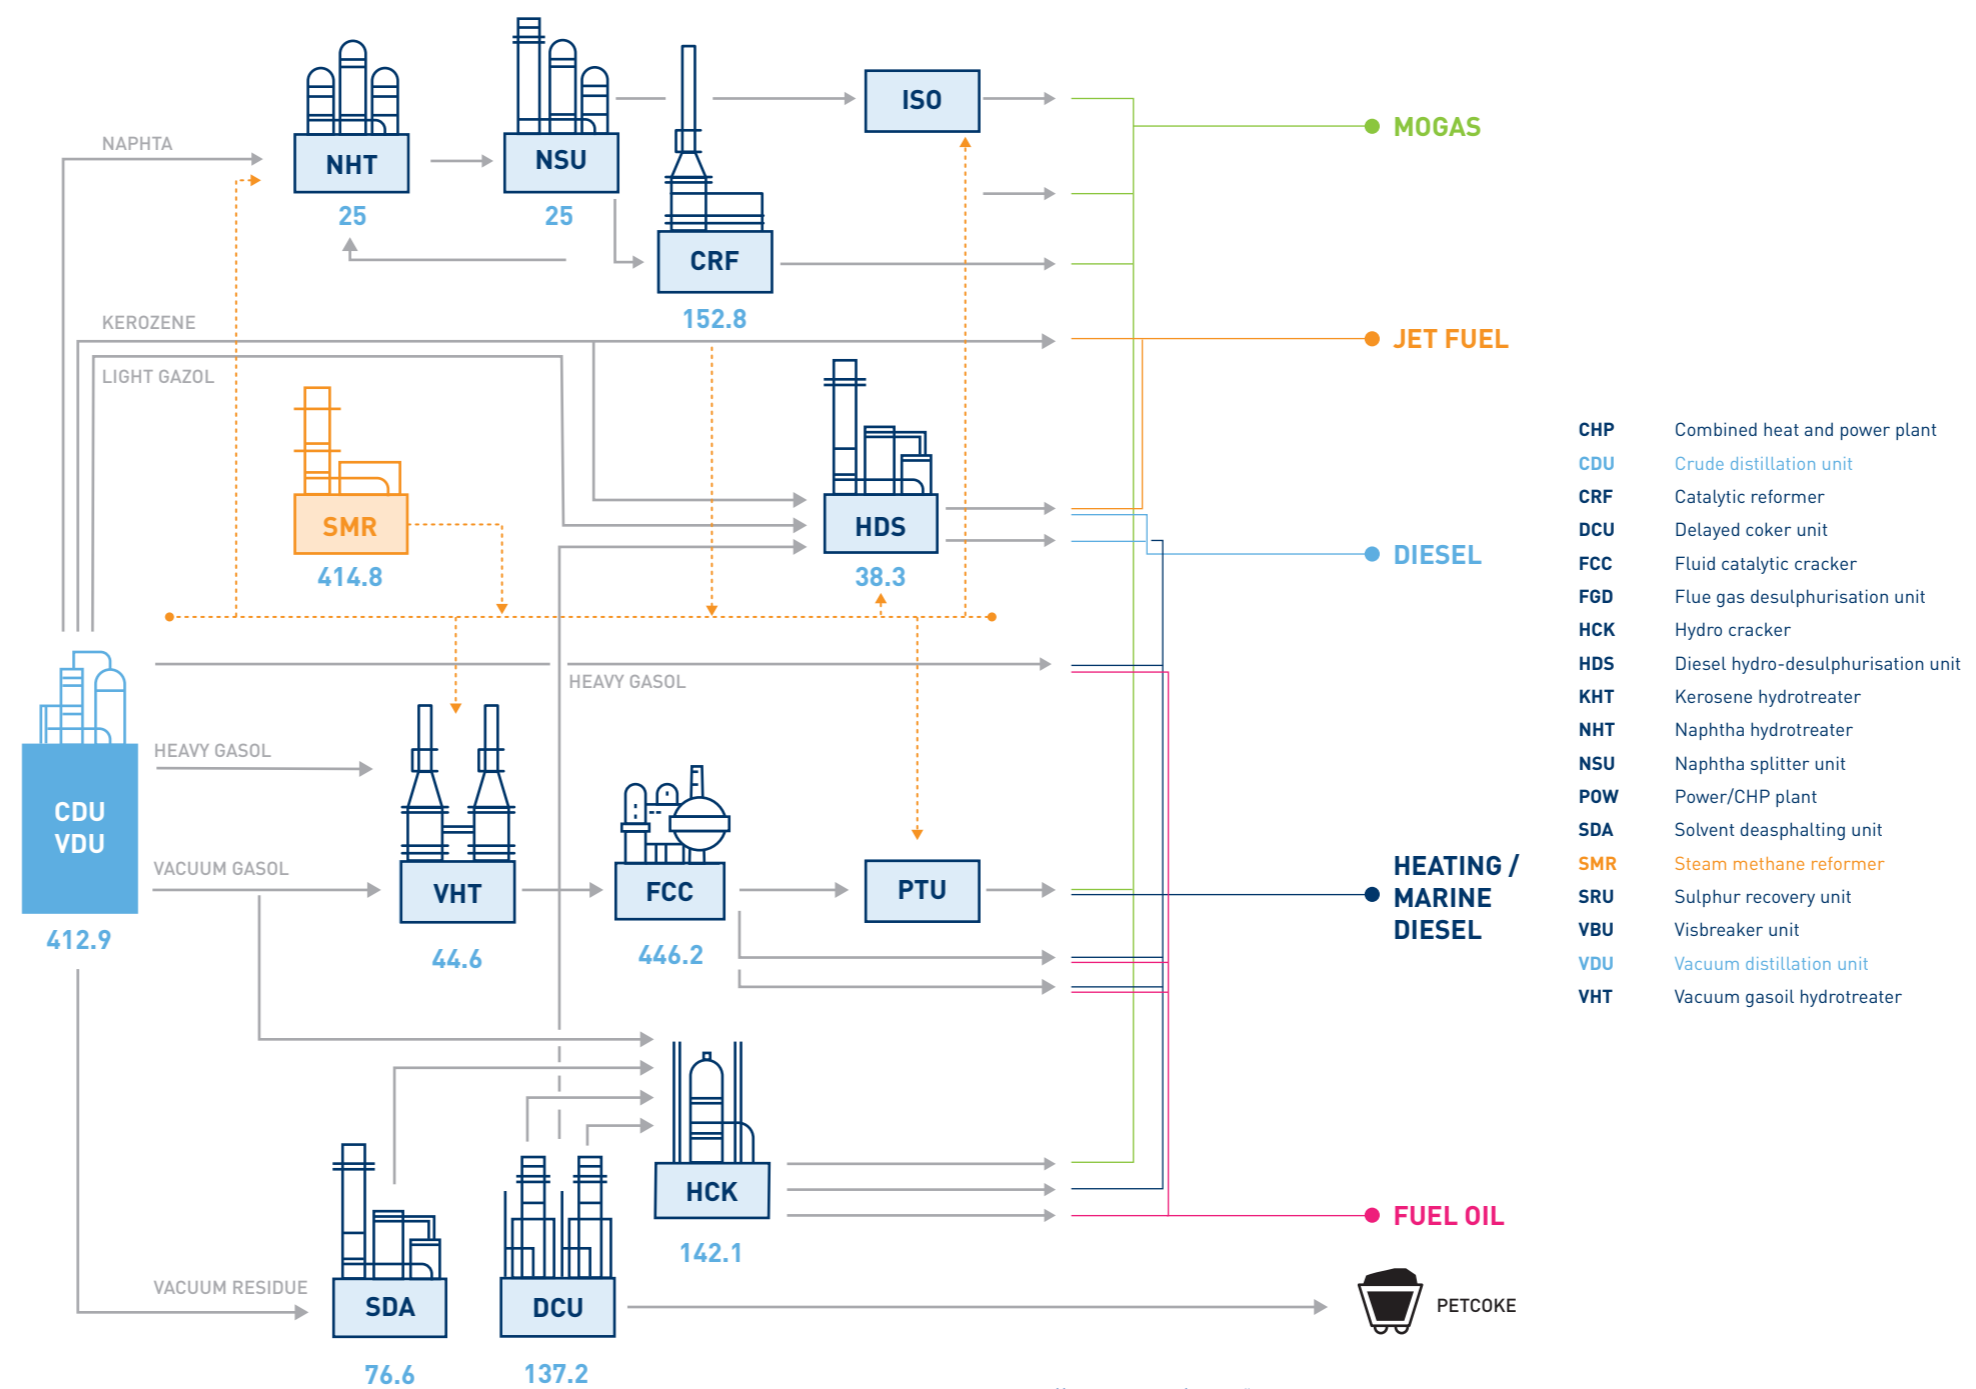 NAPHTA
NHT
25
NSU
25
CRF
152.8
ISO
MOGAS
KEROZENE
LIGHT GAZOL
JET FUEL
SMR
414.8
HDS
38.3
DIESEL
HEAVY GASOL
HEAVY GASOL
CDU
VDU
412.9
VACUUM GASOL
VHT
44.6
FCC
446.2
PTU
HEATING /
MARINE
DIESEL
HCK
142.1
FUEL OIL
VACUUM RESIDUE
SDA
76.6
DCU
137.2
PETCOKE
CHP Combined heat and power plant
CDU Crude distillation unit
CRF Catalytic reformer
DCU Delayed coker unit
FCC Fluid catalytic cracker
FGD Flue gas desulphurisation unit
HCK Hydro cracker
HDS Diesel hydro-desulphurisation unit
KHT Kerosene hydrotreater
NHT Naphtha hydrotreater
NSU Naphtha splitter unit
POW Power/CHP plant
SDA Solvent deasphalting unit
SMR Steam methane reformer
SRU Sulphur recovery unit
VBU Visbreaker unit
VDU Vacuum distillation unit
VHT Vacuum gasoil hydrotreater